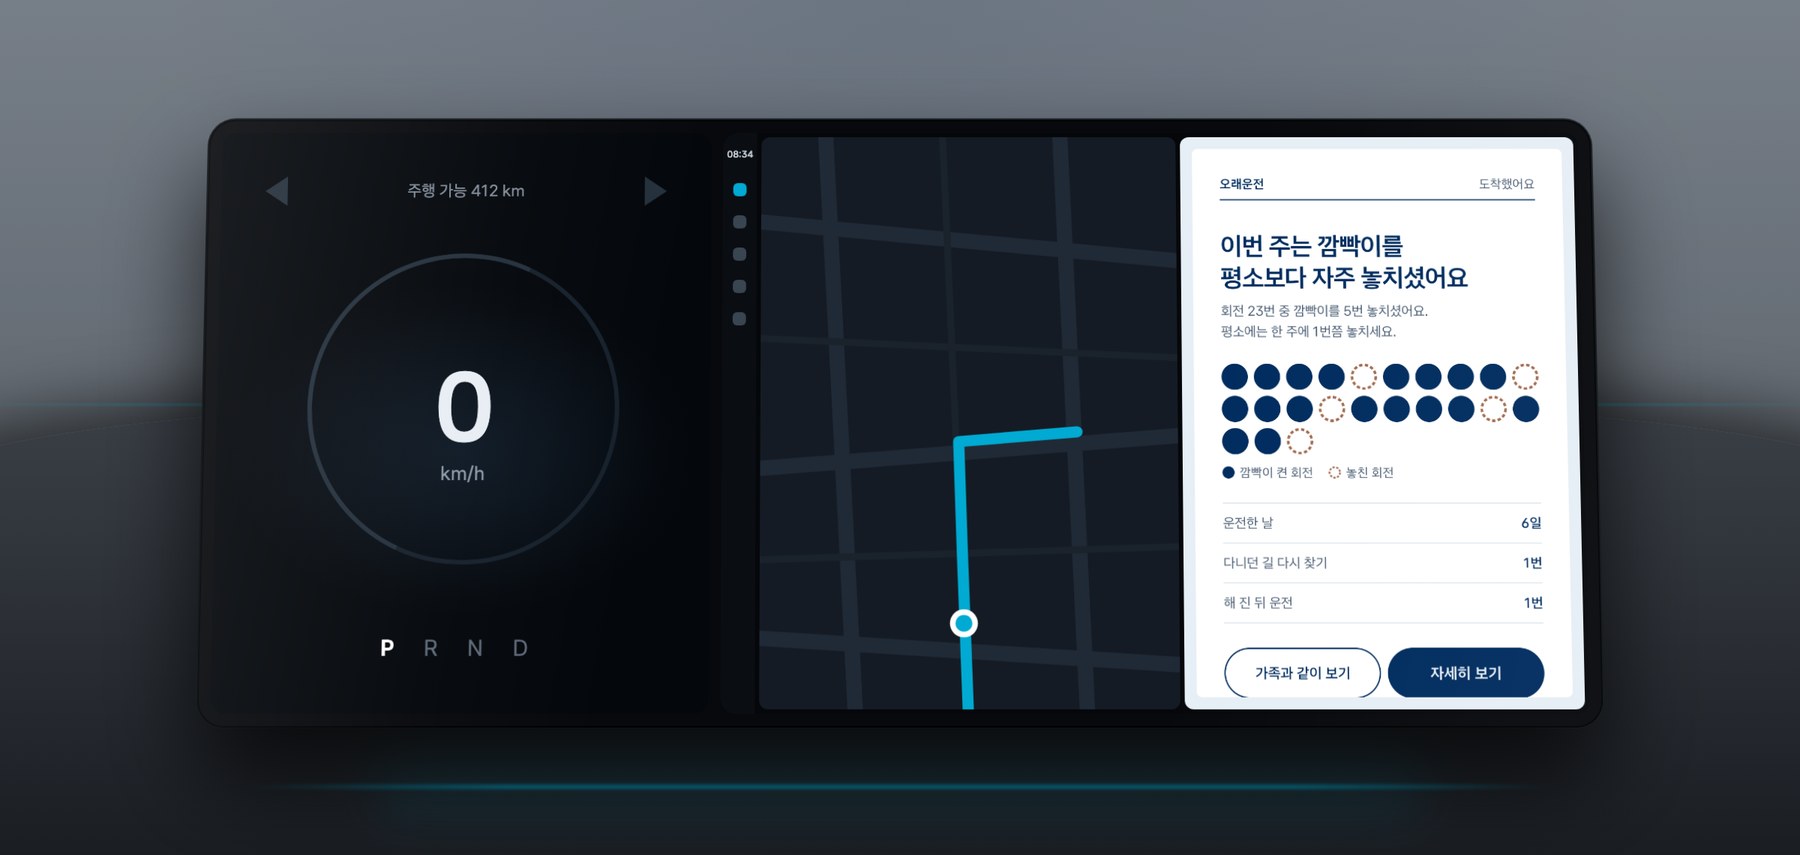 주행 가능 412 km
0
km/h
P R N D
08:34
오래운전
도착했어요
이번 주는 깜빡이를
평소보다 자주 놓치셨어요
회전 23번 중 깜빡이를 5번 놓치셨어요.
평소에는 한 주에 1번쯤 놓치세요.
깜빡이 켠 회전
놓친 회전
운전한 날 6일
다니던 길 다시 찾기 1번
해 진 뒤 운전 1번
가족과 같이 보기
자세히 보기